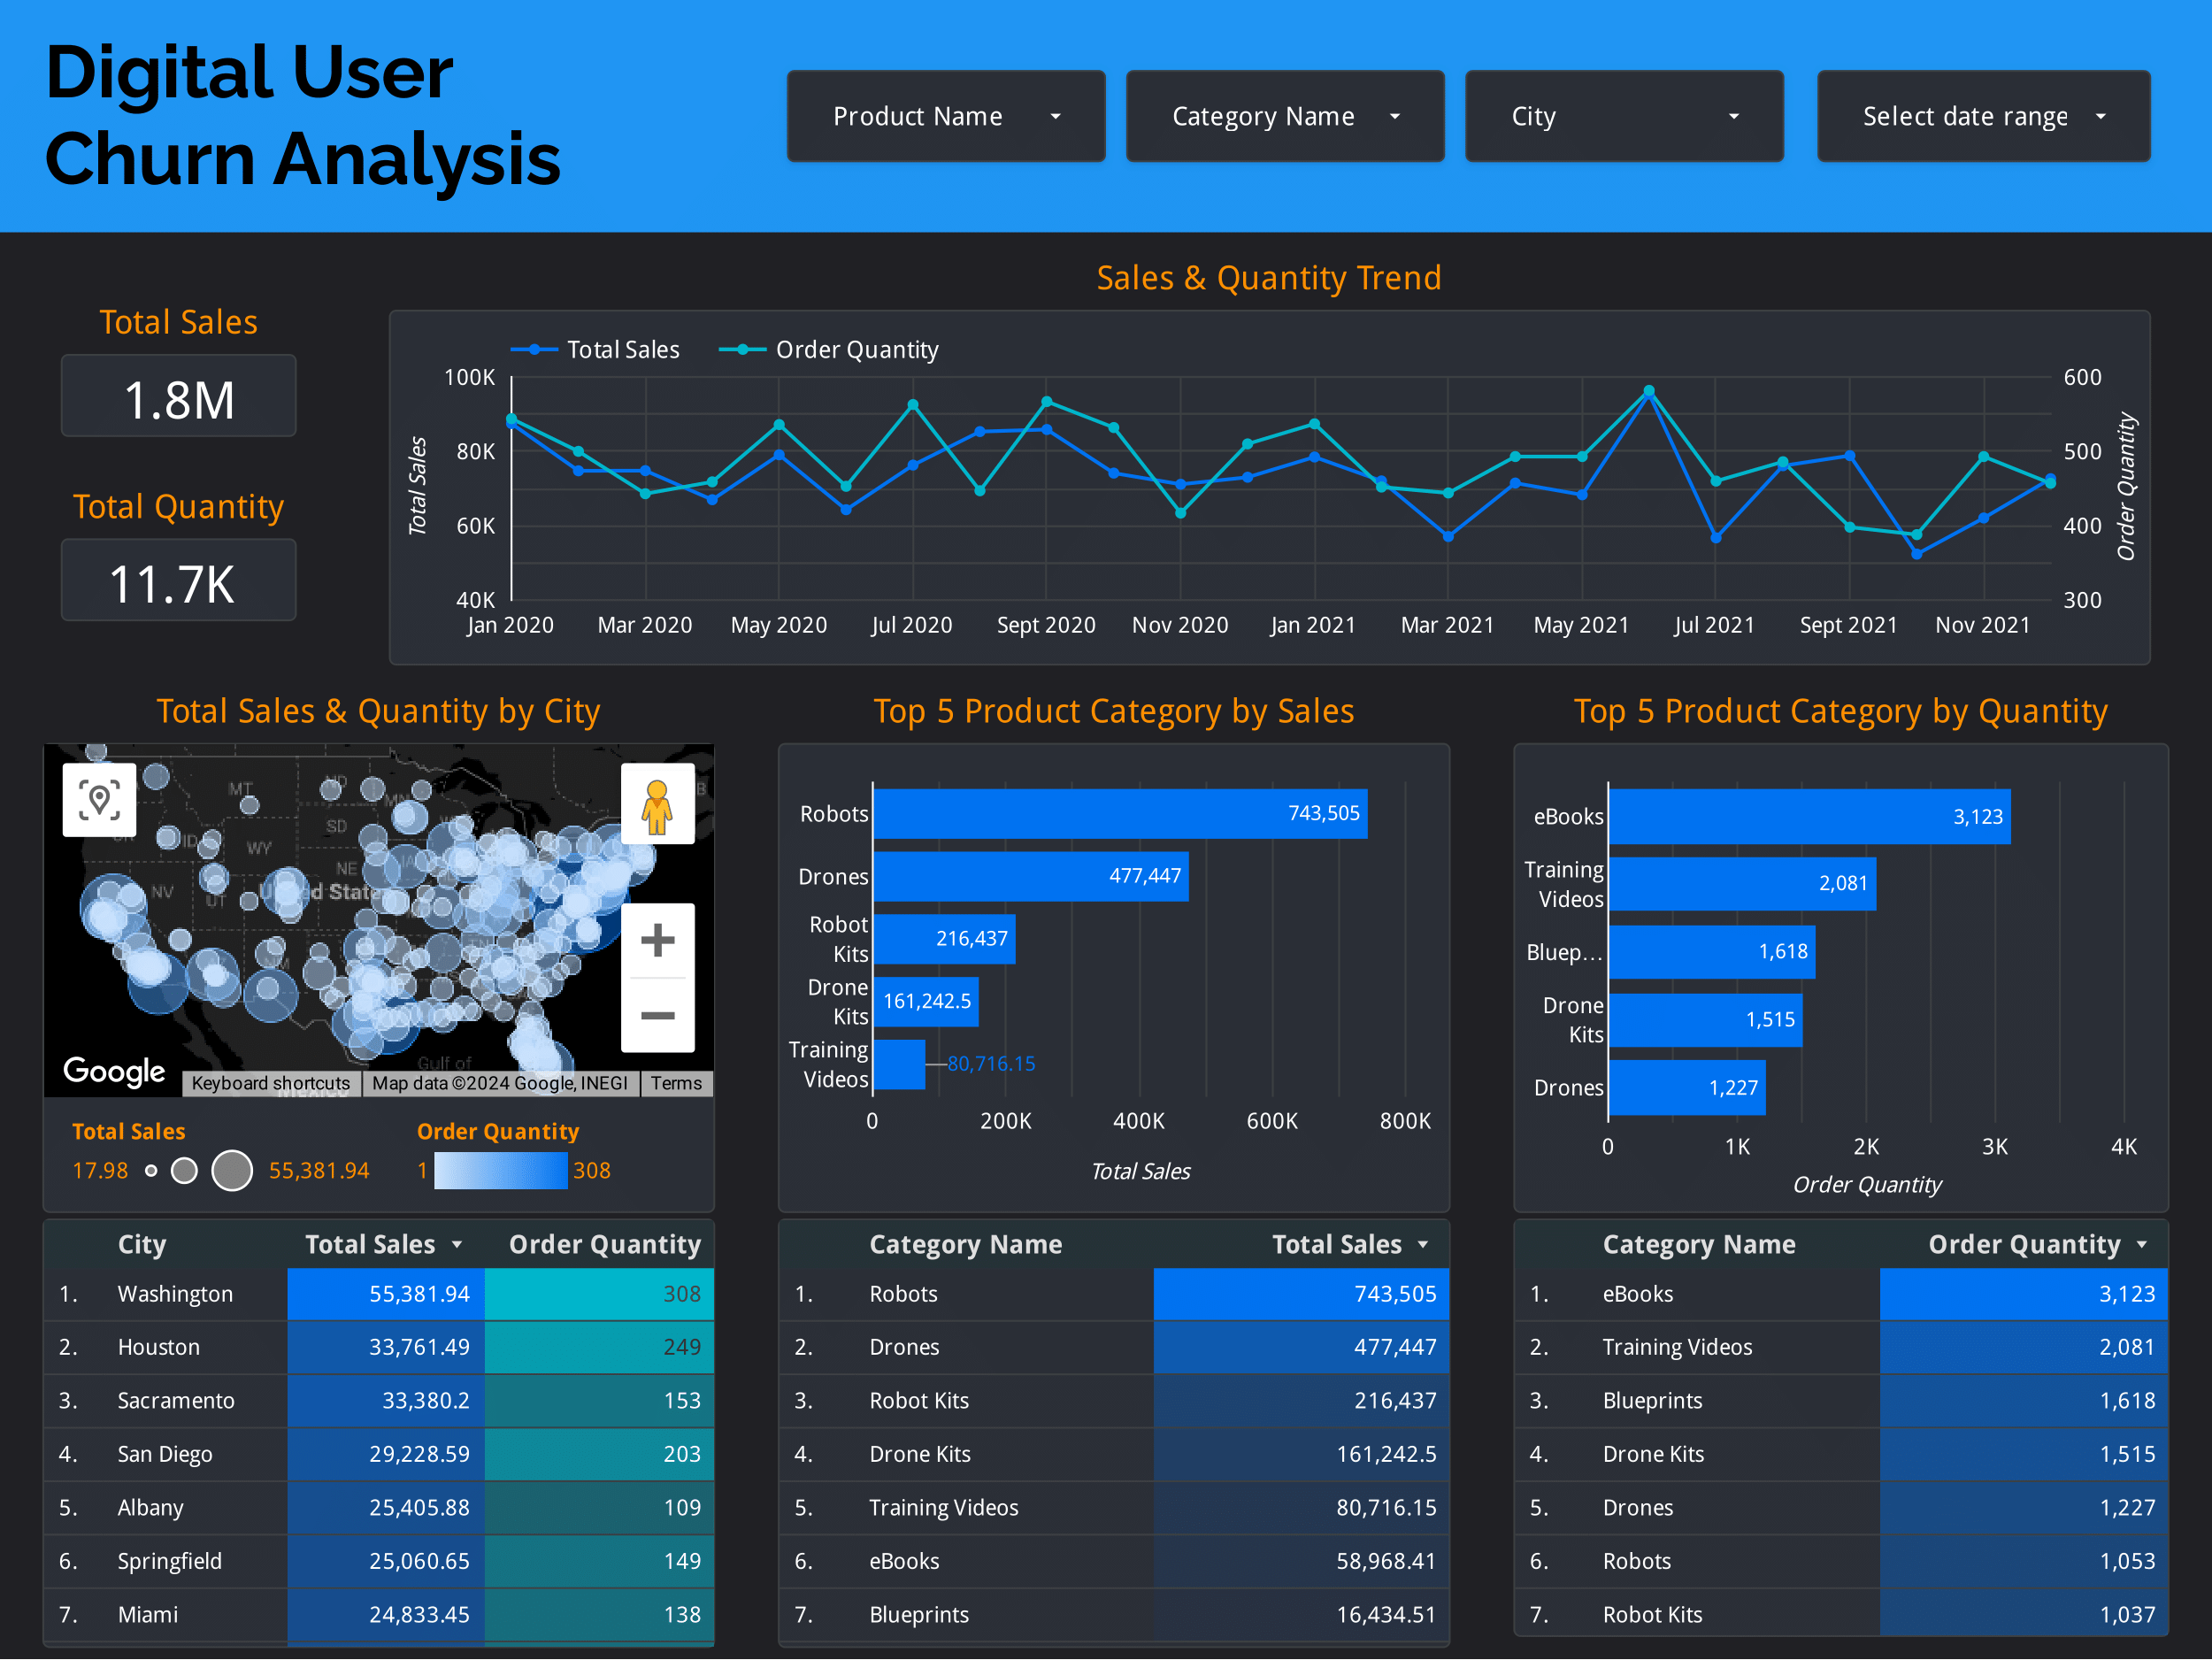 Digital User
Churn Analysis
Product Name
Category Name
City
Select date range
Sales & Quantity Trend
Total Sales
1.8M
Total Quantity
11.7K
Total Sales
Order Quantity
100K
80K
60K
40K
Total Sales
600
500
400
300
Order Quantity
Jan 2020
Mar 2020
May 2020
Jul 2020
Sept 2020
Nov 2020
Jan 2021
Mar 2021
May 2021
Jul 2021
Sept 2021
Nov 2021
Total Sales & Quantity by City
MT
ND
MN
SD
ID
WY
NE
IA
NV
UT
NM
Gulf of
Google
Keyboard shortcuts
Map data ©2024 Google, INEGI
Terms
Total Sales
17.98
55,381.94
Order Quantity
1
308
Top 5 Product Category by Sales
Robots
743,505
Drones
477,447
Robot
Kits
216,437
Drone
Kits
161,242.5
Training
Videos
80,716.15
0
200K
400K
600K
800K
Total Sales
Top 5 Product Category by Quantity
eBooks
3,123
Training
Videos
2,081
Bluep...
1,618
Drone
Kits
1,515
Drones
1,227
0
1K
2K
3K
4K
Order Quantity
City Total Sales Order Quantity
1. Washington 55,381.94 308
2. Houston 33,761.49 249
3. Sacramento 33,380.2 153
4. San Diego 29,228.59 203
5. Albany 25,405.88 109
6. Springfield 25,060.65 149
7. Miami 24,833.45 138
Category Name Total Sales
1. Robots 743,505
2. Drones 477,447
3. Robot Kits 216,437
4. Drone Kits 161,242.5
5. Training Videos 80,716.15
6. eBooks 58,968.41
7. Blueprints 16,434.51
Category Name Order Quantity
1. eBooks 3,123
2. Training Videos 2,081
3. Blueprints 1,618
4. Drone Kits 1,515
5. Drones 1,227
6. Robots 1,053
7. Robot Kits 1,037